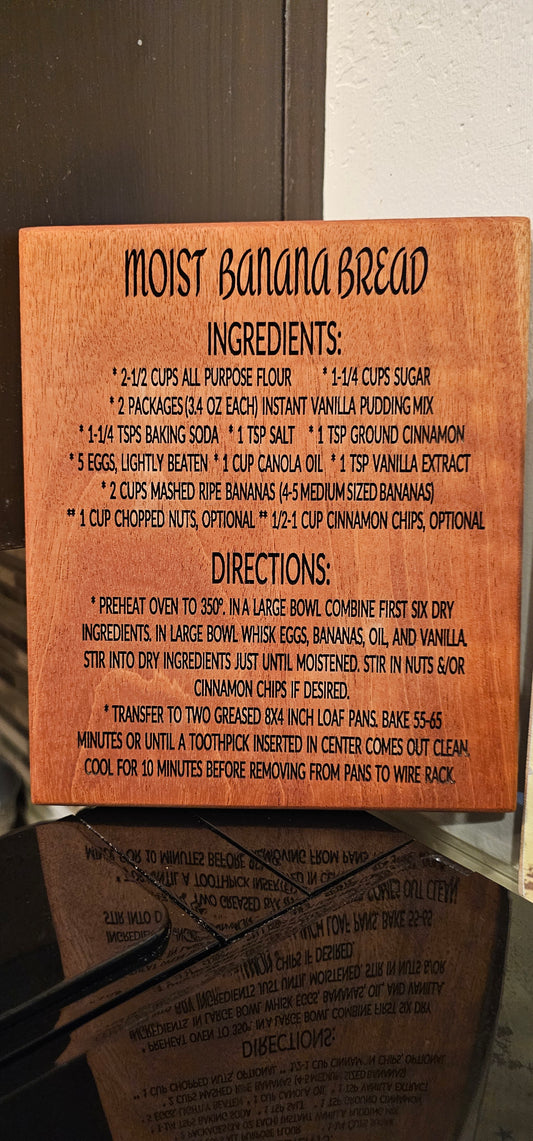 MOIST BANANA BREAD
INGREDIENTS:
* 2-1/2 CUPS ALL PURPOSE FLOUR * 1-1/4 CUPS SUGAR
* 2 PACKAGES (3.4 OZ EACH) INSTANT VANILLA PUDDING MIX
* 1-1/4 TSPS BAKING SODA * 1 TSP SALT * 1 TSP GROUND CINNAMON
* 5 EGGS, LIGHTLY BEATEN * 1 CUP CANOLA OIL * 1 TSP VANILLA EXTRACT
* 2 CUPS MASHED RIPE BANANAS (4-5 MEDIUM SIZED BANANAS)
** 1 CUP CHOPPED NUTS, OPTIONAL ** 1/2-1 CUP CINNAMON CHIPS, OPTIONAL
DIRECTIONS:
* PREHEAT OVEN TO 350°. IN A LARGE BOWL COMBINE FIRST SIX DRY
INGREDIENTS. IN LARGE BOWL WHISK EGGS, BANANAS, OIL, AND VANILLA.
STIR INTO DRY INGREDIENTS JUST UNTIL MOISTENED. STIR IN NUTS &/OR
CINNAMON CHIPS IF DESIRED.
* TRANSFER TO TWO GREASED 8X4 INCH LOAF PANS. BAKE 55-65
MINUTES OR UNTIL A TOOTHPICK INSERTED IN CENTER COMES OUT CLEAN.
COOL FOR 10 MINUTES BEFORE REMOVING FROM PANS TO WIRE RACK.